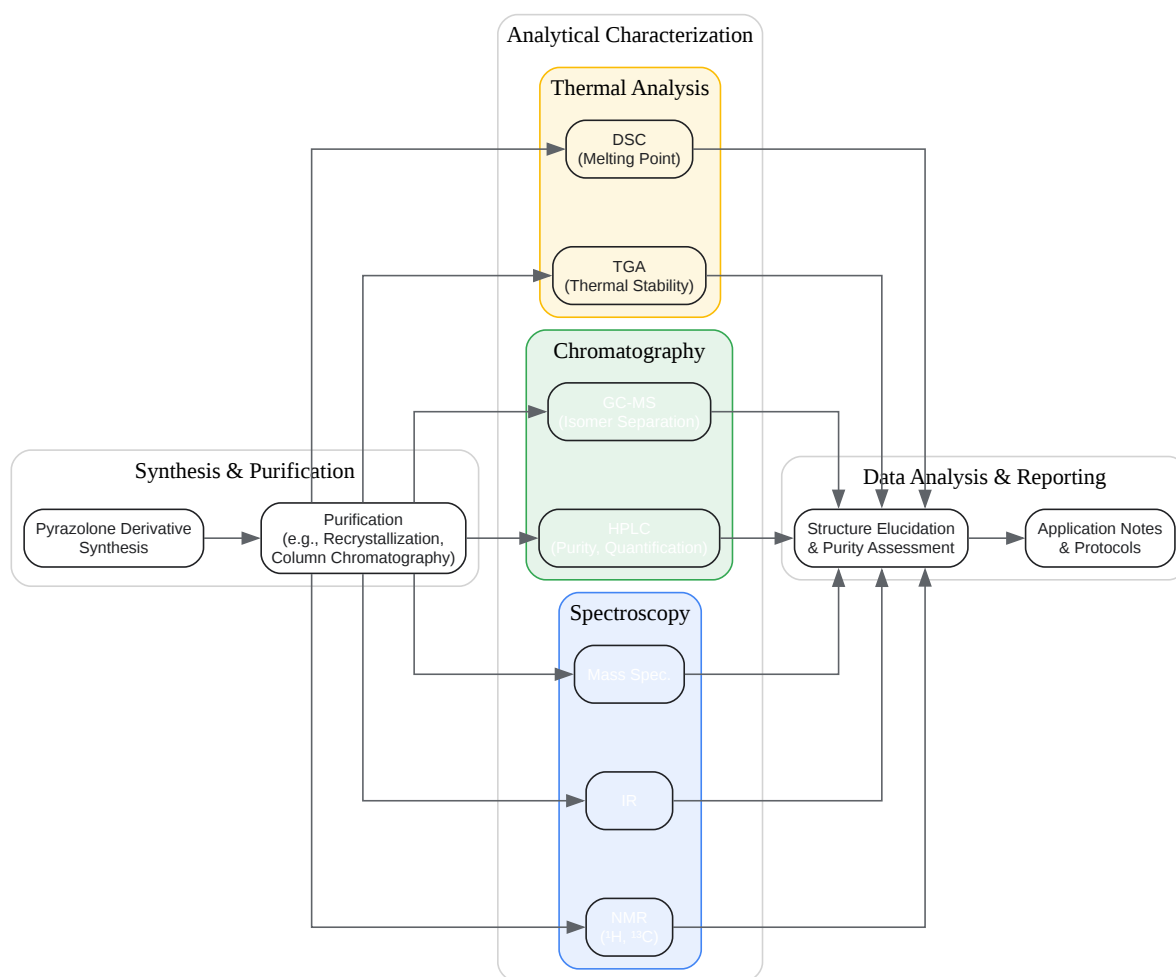 Analytical Characterization
Thermal Analysis
DSC
(Melting Point)
TGA
(Thermal Stability)
Chromatography
GC-MS
(Isomer Separation)
HPLC
(Purity, Quantification)
Spectroscopy
Mass Spec.
IR
NMR
(¹H, ¹³C)
Synthesis & Purification
Pyrazolone Derivative
Synthesis
Purification
(e.g., Recrystallization,
Column Chromatography)
Data Analysis & Reporting
Structure Elucidation
& Purity Assessment
Application Notes
& Protocols